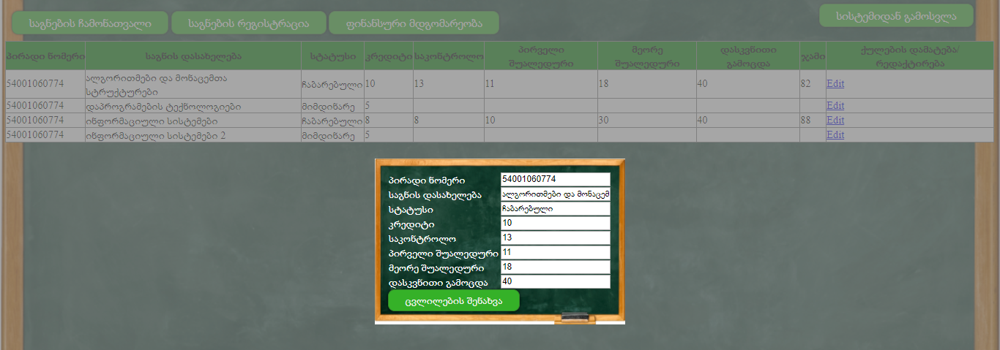 საგნების ჩამონათვალი საგნების რეგისტრაცია ფინანსური მდგომარეობა სისტემიდან გამოსვლა
პირადი ნომერი საგნის დასახელება სტატუსი კრედიტი საკონტროლო პირველი შუალედური მეორე შუალედური დასკვნითი გამოცდა ჯამი ქულების დამატება/რედაქტირება
54001060774 ალგორითმები და მონაცემთა სტრუქტურები ჩაბარებული 10 13 11 18 40 82 Edit
54001060774 დაპროგრამების ტექნოლოგიები მიმდინარე 5 Edit
54001060774 ინფორმაციული სისტემები ჩაბარებული 8 8 10 30 40 88 Edit
54001060774 ინფორმაციული სისტემები 2 მიმდინარე 5 Edit
პირადი ნომერი 54001060774
საგნის დასახელება ალგორითმები და მონაცემ
სტატუსი ჩაბარებული
კრედიტი 10
საკონტროლო 13
პირველი შუალედური 11
მეორე შუალედური 18
დასკვნითი გამოცდა 40
ცვლილების შენახვა